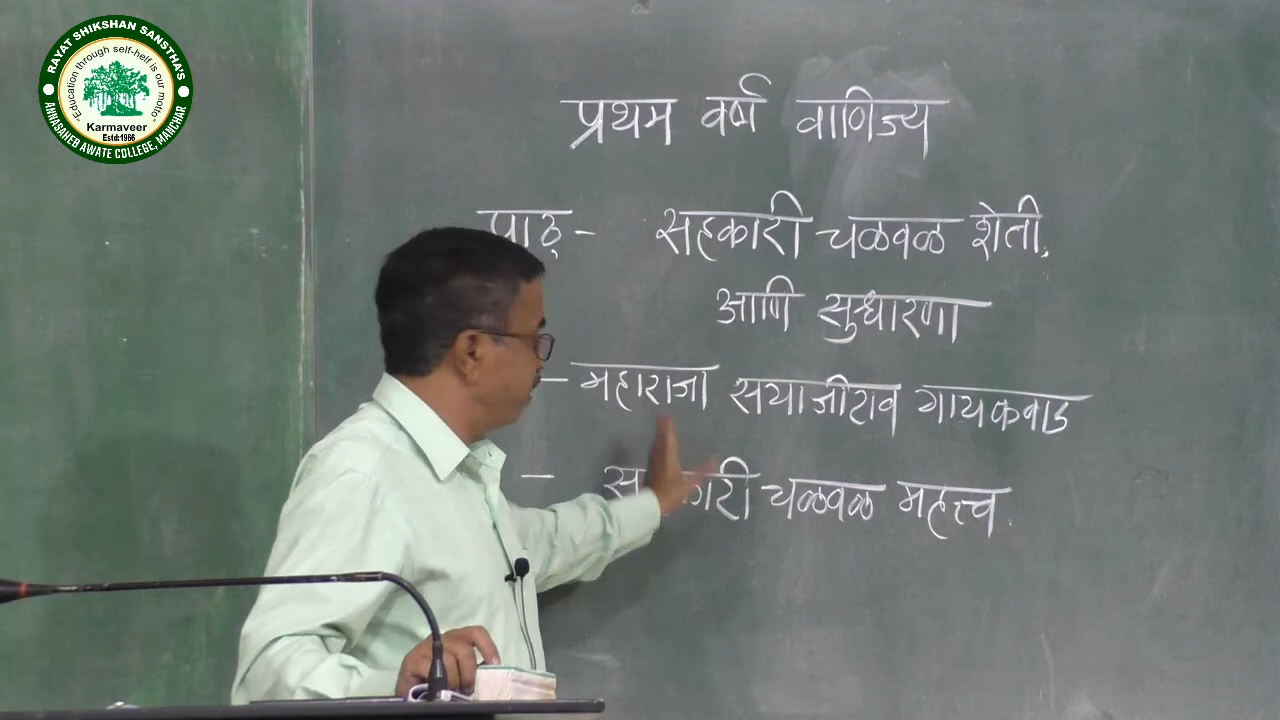 RAYAT SHIKSHAN SANSTHA'S
"Education through self-help is our motto"
Karmaveer
Estd:1966
ANNASAHEB AWATE COLLEGE, MANCHAR
प्रथम वर्ष वाणिज्य
पाठ - सहकारी चळवळ शेती,
आणि सुधारणा
- महाराजा सयाजीराव गायकवाड
- चळवळ महत्त्व.